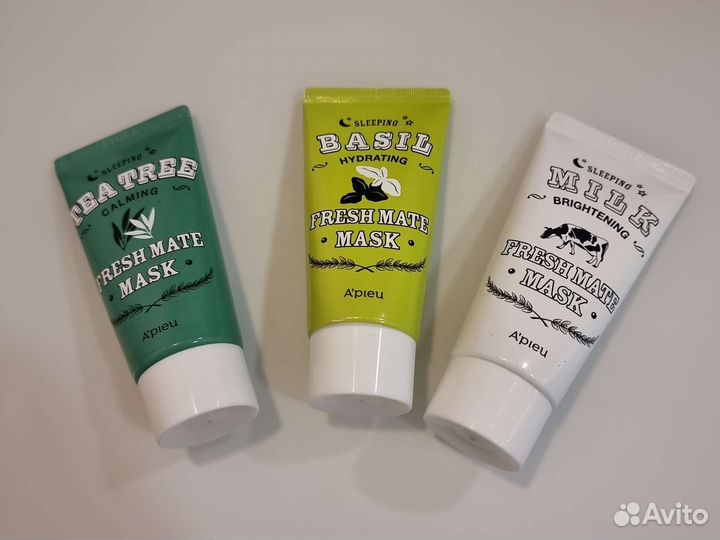 SLEEPING
TEA TREE
CALMING
FRESH MATE
MASK
A'PIEU
SLEEPING
BASIL
HYDRATING
FRESH MATE
MASK
A'PIEU
SLEEPING
MILK
BRIGHTENING
FRESH MATE
MASK
A'PIEU
Avito